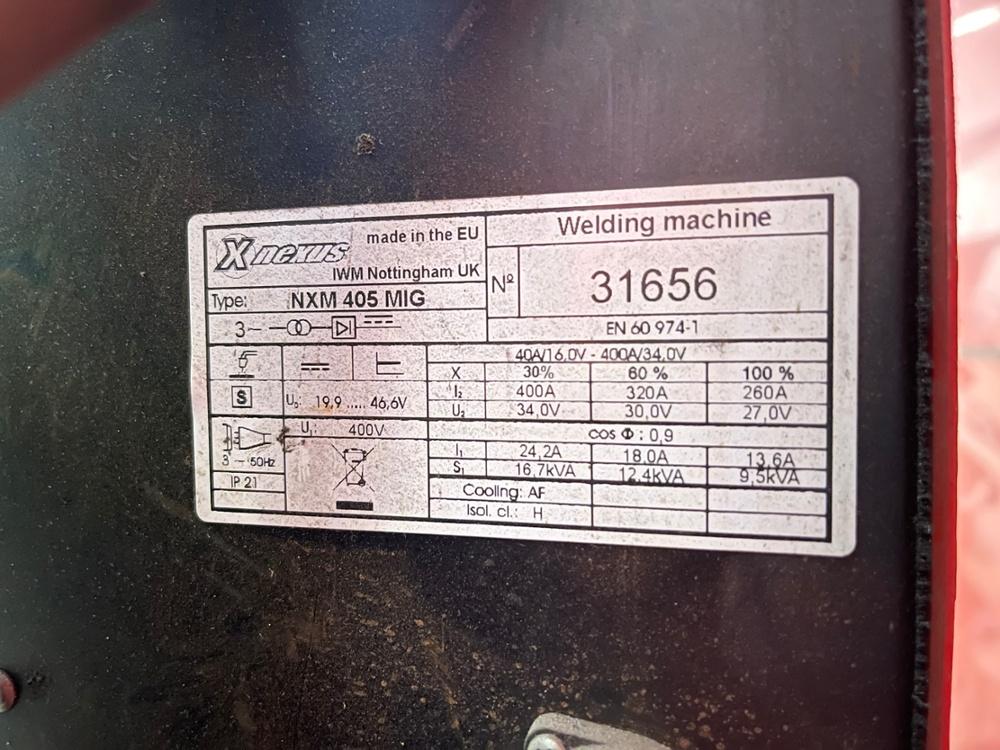 X nexus
made in the EU
IWM Nottingham UK
Welding machine
Type: NXM 405 MIG
Nº 31656
3~
EN 60 974-1
40A/16,0V - 400A/34,0V
X 30% 60 % 100 %
S
U₀: 19,9 ..... 46,6V
I₂ 400A 320A 260A
U₂ 34,0V 30,0V 27,0V
U₁: 400V
cos Φ : 0,9
3~ 50Hz
I₁ 24,2A 18,0A 13,6A
S₁ 16,7kVA 12,4kVA 9,5kVA
IP 21
Cooling: AF
Isol. cl.: H